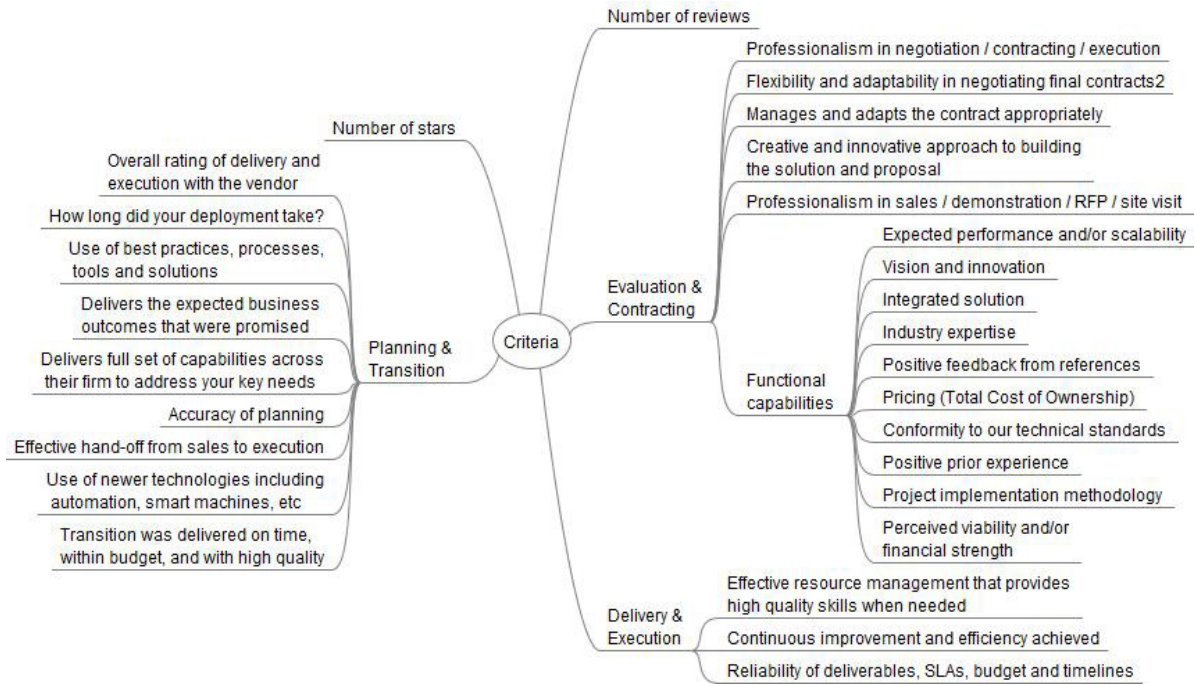 Number of reviews
Professionalism in negotiation / contracting / execution
Flexibility and adaptability in negotiating final contracts2
Manages and adapts the contract appropriately
Creative and innovative approach to building
the solution and proposal
Professionalism in sales / demonstration / RFP / site visit
Evaluation &
Contracting
Expected performance and/or scalability
Vision and innovation
Integrated solution
Industry expertise
Positive feedback from references
Pricing (Total Cost of Ownership)
Conformity to our technical standards
Positive prior experience
Project implementation methodology
Perceived viability and/or
financial strength
Functional
capabilities
Effective resource management that provides
high quality skills when needed
Continuous improvement and efficiency achieved
Reliability of deliverables, SLAs, budget and timelines
Delivery &
Execution
Criteria
Number of stars
Planning &
Transition
Overall rating of delivery and
execution with the vendor
How long did your deployment take?
Use of best practices, processes,
tools and solutions
Delivers the expected business
outcomes that were promised
Delivers full set of capabilities across
their firm to address your key needs
Accuracy of planning
Effective hand-off from sales to execution
Use of newer technologies including
automation, smart machines, etc
Transition was delivered on time,
within budget, and with high quality